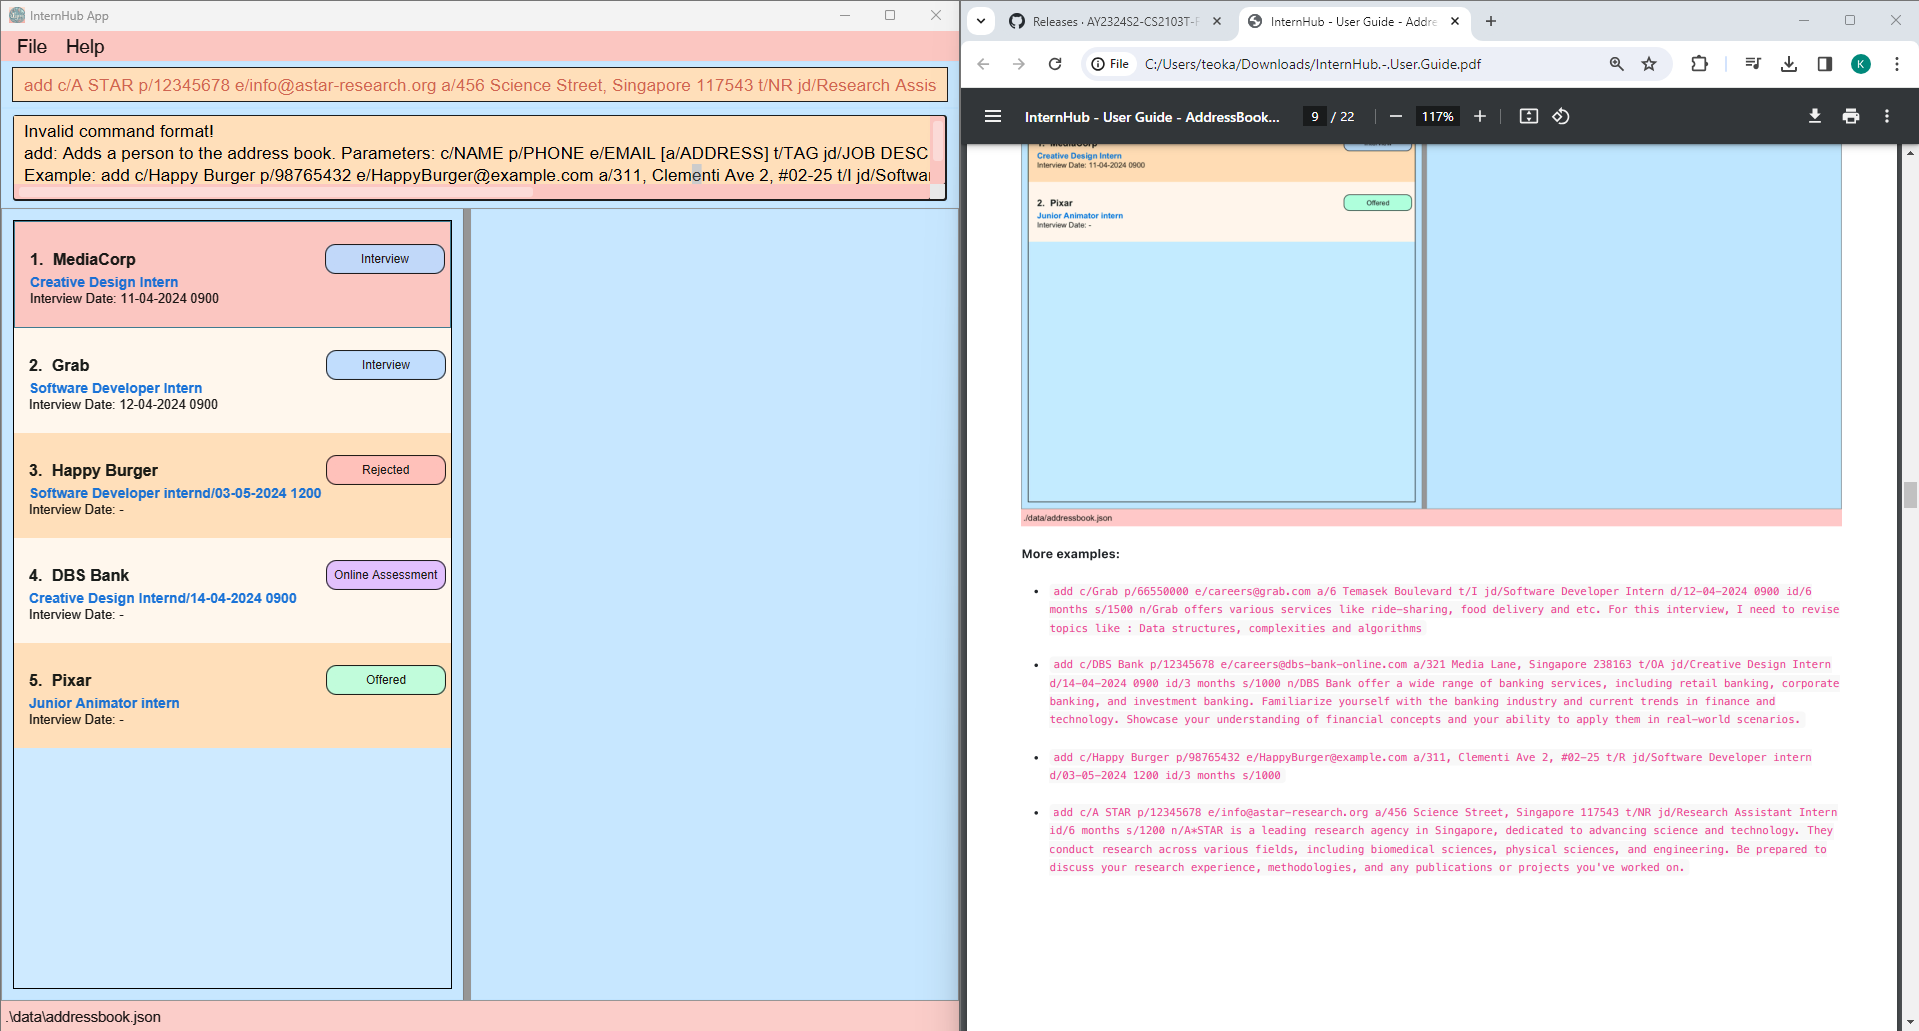 InternHub App
File Help
add c/A STAR p/12345678 e/info@astar-research.org a/456 Science Street, Singapore 117543 t/NR jd/Research Assis
Invalid command format!
add: Adds a person to the address book. Parameters: c/NAME p/PHONE e/EMAIL [a/ADDRESS] t/TAG jd/JOB DESC
Example: add c/Happy Burger p/98765432 e/HappyBurger@example.com a/311, Clementi Ave 2, #02-25 t/I jd/Softwa
1. MediaCorp
Interview
Creative Design Intern
Interview Date: 11-04-2024 0900
2. Grab
Interview
Software Developer Intern
Interview Date: 12-04-2024 0900
3. Happy Burger
Rejected
Software Developer internd/03-05-2024 1200
Interview Date: -
4. DBS Bank
Online Assessment
Creative Design Internd/14-04-2024 0900
Interview Date: -
5. Pixar
Offered
Junior Animator intern
Interview Date: -
.\data\addressbook.json
Releases · AY2324S2-CS2103T-
InternHub - User Guide - Addre
File C:/Users/teoka/Downloads/InternHub.-.User.Guide.pdf
K
InternHub - User Guide - AddressBook... 9 / 22 117%
Creative Design Intern
Interview Date: 11-04-2024 0900
2. Pixar
Offered
Junior Animator intern
Interview Date: -
./data/addressbook.json
More examples:
• add c/Grab p/66550000 e/careers@grab.com a/6 Temasek Boulevard t/I jd/Software Developer Intern d/12-04-2024 0900 id/6
months s/1500 n/Grab offers various services like ride-sharing, food delivery and etc. For this interview, I need to revise
topics like : Data structures, complexities and algorithms
• add c/DBS Bank p/12345678 e/careers@dbs-bank-online.com a/321 Media Lane, Singapore 238163 t/OA jd/Creative Design Intern
d/14-04-2024 0900 id/3 months s/1000 n/DBS Bank offer a wide range of banking services, including retail banking, corporate
banking, and investment banking. Familiarize yourself with the banking industry and current trends in finance and
technology. Showcase your understanding of financial concepts and your ability to apply them in real-world scenarios.
• add c/Happy Burger p/98765432 e/HappyBurger@example.com a/311, Clementi Ave 2, #02-25 t/R jd/Software Developer intern
d/03-05-2024 1200 id/3 months s/1000
• add c/A STAR p/12345678 e/info@astar-research.org a/456 Science Street, Singapore 117543 t/NR jd/Research Assistant Intern
id/6 months s/1200 n/A*STAR is a leading research agency in Singapore, dedicated to advancing science and technology. They
conduct research across various fields, including biomedical sciences, physical sciences, and engineering. Be prepared to
discuss your research experience, methodologies, and any publications or projects you've worked on.